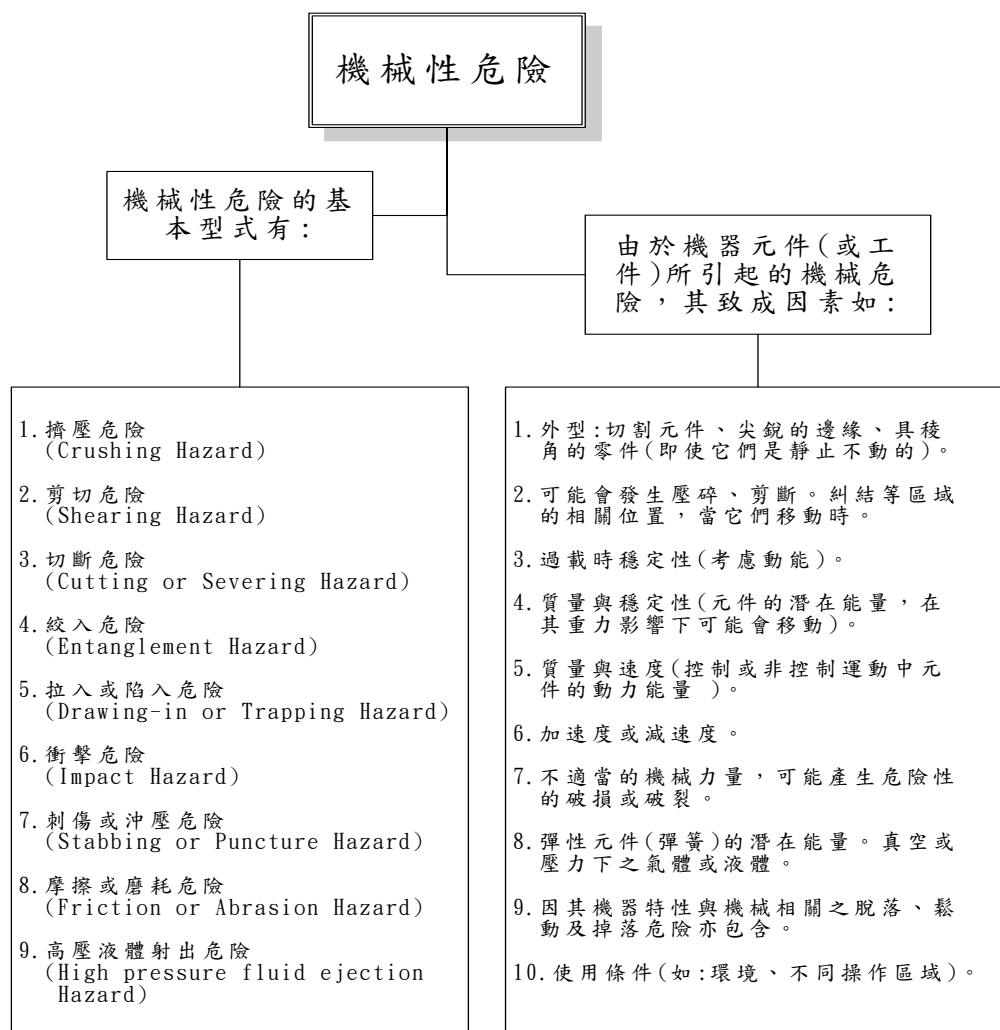 機械性危險
機械性危險的基
本型式有:
由於機器元件(或工
件)所引起的機械危
險，其致成因素如:
1.擠壓危險
(Crushing Hazard)
2.剪切危險
(Shearing Hazard)
3.切斷危險
(Cutting or Severing Hazard)
4.絞入危險
(Entanglement Hazard)
5.拉入或陷入危險
(Drawing-in or Trapping Hazard)
6.衝擊危險
(Impact Hazard)
7.刺傷或沖壓危險
(Stabbing or Puncture Hazard)
8.摩擦或磨耗危險
(Friction or Abrasion Hazard)
9.高壓液體射出危險
(High pressure fluid ejection
Hazard)
1.外型:切割元件、尖銳的邊緣、具稜
角的零件(即使它們是靜止不動的)。
2.可能會發生壓碎、剪斷。糾結等區域
的相關位置，當它們移動時。
3.過載時穩定性(考慮動能)。
4.質量與穩定性(元件的潛在能量，在
其重力影響下可能會移動)。
5.質量與速度(控制或非控制運動中元
件的動力能量 )。
6.加速度或減速度。
7.不適當的機械力量，可能產生危險性
的破損或破裂。
8.彈性元件(彈簧)的潛在能量。真空或
壓力下之氣體或液體。
9.因其機器特性與機械相關之脫落、鬆
動及掉落危險亦包含。
10.使用條件(如:環境、不同操作區域)。